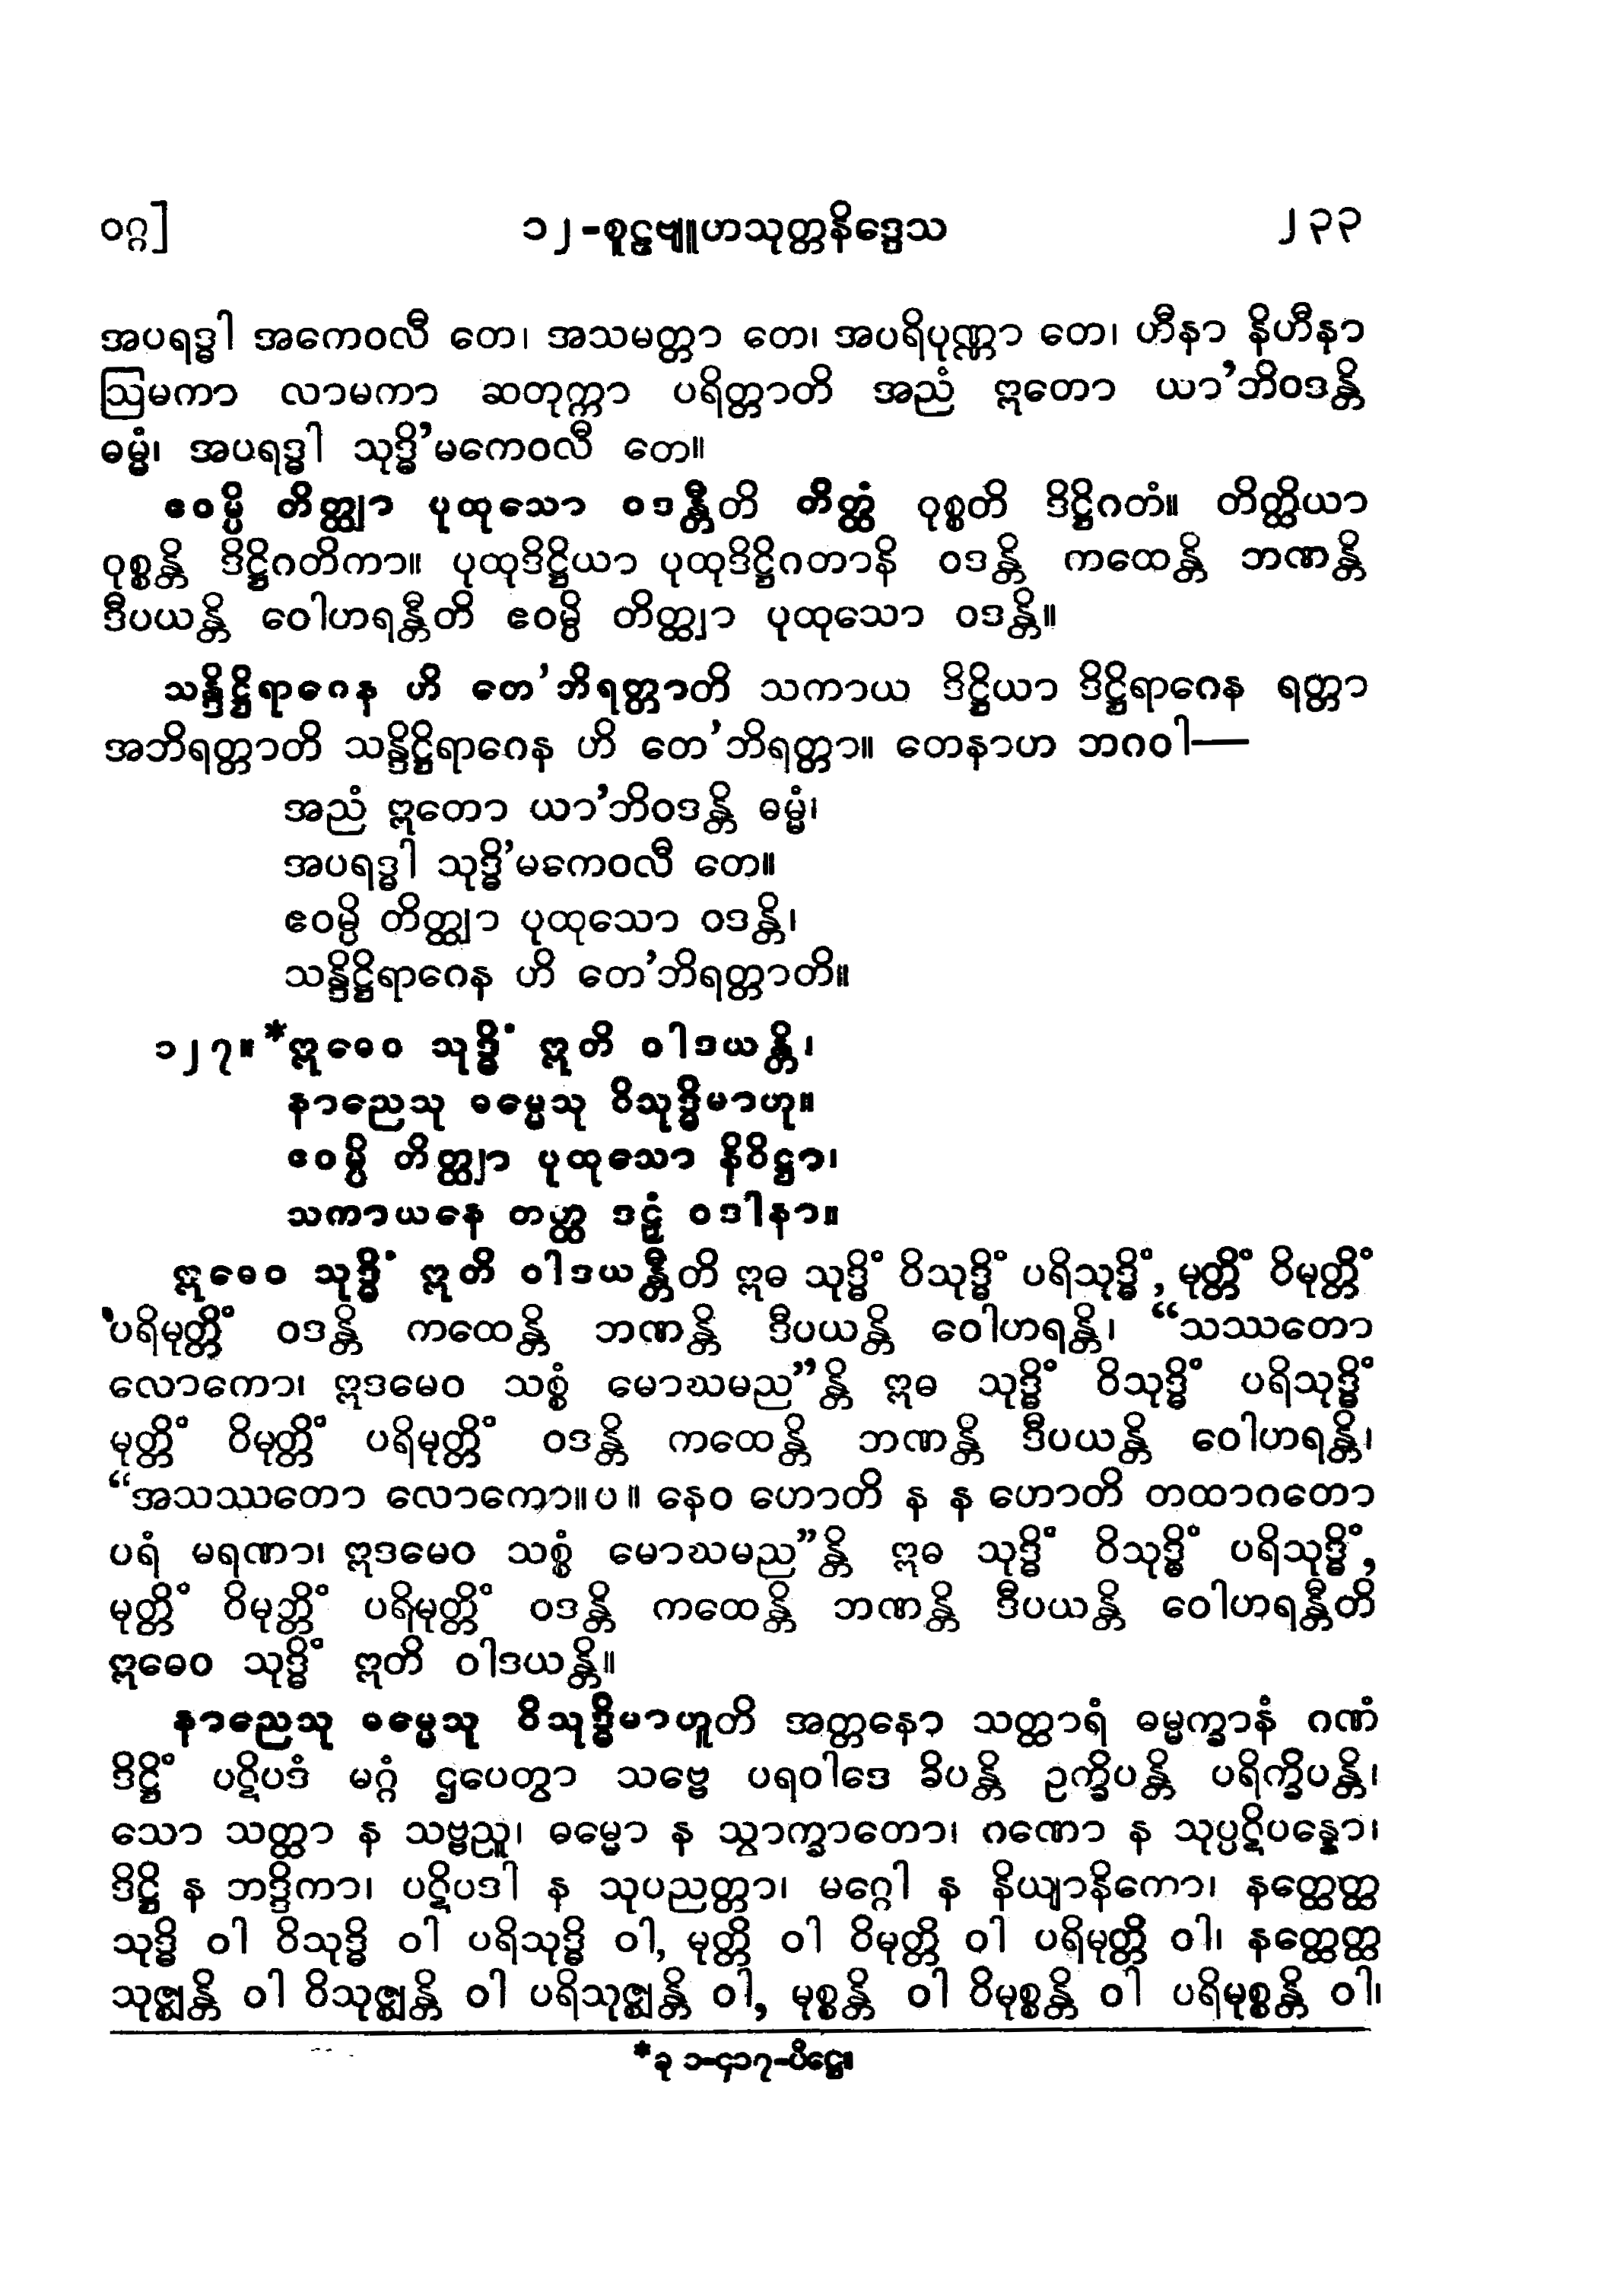 ဝဂ္ဂ]
၁၂-စူဠဗျူဟသုတ္တနိဒ္ဒေသ
၂၃၃
အပရဒ္ဓါ အကေဝလီ တေ၊ အသမတ္တာ တေ၊ အပရိပုဏ္ဏာ တေ၊ ဟီနာ နိဟီနာ
ဩမကာ လာမကာ ဆတုက္ကာ ပရိတ္တာတိ အညံ ဣတော ယာ’ဘိဝဒန္တိ
ဓမ္မံ၊ အပရဒ္ဓါ သုဒ္ဓိ’မကေဝလီ တေ။
ဧဝမ္ပိ တိတ္ထျာ ပုထုသော ဝဒန္တီတိ တိတ္ထံ ဝုစ္စတိ ဒိဋ္ဌိဂတံ။ တိတ္ထိယာ
ဝုစ္စန္တိ ဒိဋ္ဌိဂတိကာ။ ပုထုဒိဋ္ဌိယာ ပုထုဒိဋ္ဌိဂတာနိ ဝဒန္တိ ကထေန္တိ ဘဏန္တိ
ဒီပယန္တိ ဝေါဟရန္တီတိ ဧဝမ္ပိ တိတ္ထျာ ပုထုသော ဝဒန္တိ။
သန္ဒိဋ္ဌိရာဂေန ဟိ တေ’ဘိရတ္တာတိ သကာယ ဒိဋ္ဌိယာ ဒိဋ္ဌိရာဂေန ရတ္တာ
အဘိရတ္တာတိ သန္ဒိဋ္ဌိရာဂေန ဟိ တေ’ဘိရတ္တာ။ တေနာဟ ဘဂဝါ—
အညံ ဣတော ယာ’ဘိဝဒန္တိ ဓမ္မံ၊
အပရဒ္ဓါ သုဒ္ဓိ’မကေဝလီ တေ။
ဧဝမ္ပိ တိတ္ထျာ ပုထုသော ဝဒန္တိ၊
သန္ဒိဋ္ဌိရာဂေန ဟိ တေ’ဘိရတ္တာတိ။
၁၂၇။ *ဣဓေဝ သုဒ္ဓိံ ဣတိ ဝါဒယန္တိ၊
နာညေသု ဓမ္မေသု ဝိသုဒ္ဓိမာဟု။
ဧဝမ္ပိ တိတ္ထျာ ပုထုသော နိဝိဋ္ဌာ၊
သကာယနေ တတ္ထ ဒဠှံ ဝဒါနာ။
ဣဓေဝ သုဒ္ဓိံ ဣတိ ဝါဒယန္တီတိ ဣဓ သုဒ္ဓိံ ဝိသုဒ္ဓိံ ပရိသုဒ္ဓိံ, မုတ္တိံ ဝိမုတ္တိံ
ပရိမုတ္တိံ ဝဒန္တိ ကထေန္တိ ဘဏန္တိ ဒီပယန္တိ ဝေါဟရန္တိ၊ “သဿတော
လောကော၊ ဣဒမေဝ သစ္စံ မောဃမည”န္တိ ဣဓ သုဒ္ဓိံ ဝိသုဒ္ဓိံ ပရိသုဒ္ဓိံ
မုတ္တိံ ဝိမုတ္တိံ ပရိမုတ္တိံ ဝဒန္တိ ကထေန္တိ ဘဏန္တိ ဒီပယန္တိ ဝေါဟရန္တိ၊
“အသဿတော လောကော။ပ။ နေဝ ဟောတိ န န ဟောတိ တထာဂတော
ပရံ မရဏာ၊ ဣဒမေဝ သစ္စံ မောဃမည”န္တိ ဣဓ သုဒ္ဓိံ ဝိသုဒ္ဓိံ ပရိသုဒ္ဓိံ,
မုတ္တိံ ဝိမုတ္တိံ ပရိမုတ္တိံ ဝဒန္တိ ကထေန္တိ ဘဏန္တိ ဒီပယန္တိ ဝေါဟရန္တီတိ
ဣဓေဝ သုဒ္ဓိံ ဣတိ ဝါဒယန္တိ။
နာညေသု ဓမ္မေသု ဝိသုဒ္ဓိမာဟူတိ အတ္တနော သတ္ထာရံ ဓမ္မက္ခာနံ ဂဏံ
ဒိဋ္ဌိံ ပဋိပဒံ မဂ္ဂံ ဌပေတွာ သဗ္ဗေ ပရဝါဒေ ခိပန္တိ ဥက္ခိပန္တိ ပရိက္ခိပန္တိ၊
သော သတ္ထာ န သဗ္ဗညူ၊ ဓမ္မော န သွာက္ခာတော၊ ဂဏော န သုပ္ပဋိပန္နော၊
ဒိဋ္ဌိ န ဘဒ္ဒိကာ၊ ပဋိပဒါ န သုပညတ္တာ၊ မဂ္ဂေါ န နိယျာနိကော၊ နတ္ထေတ္ထ
သုဒ္ဓိ ဝါ ဝိသုဒ္ဓိ ဝါ ပရိသုဒ္ဓိ ဝါ, မုတ္တိ ဝါ ဝိမုတ္တိ ဝါ ပရိမုတ္တိ ဝါ၊ နတ္ထေတ္ထ
သုဇ္ဈန္တိ ဝါ ဝိသုဇ္ဈန္တိ ဝါ ပရိသုဇ္ဈန္တိ ဝါ, မုစ္စန္တိ ဝါ ဝိမုစ္စန္တိ ဝါ ပရိမုစ္စန္တိ ဝါ၊
*ခု ၁-၄၁၇-ပိဋ္ဌေ။